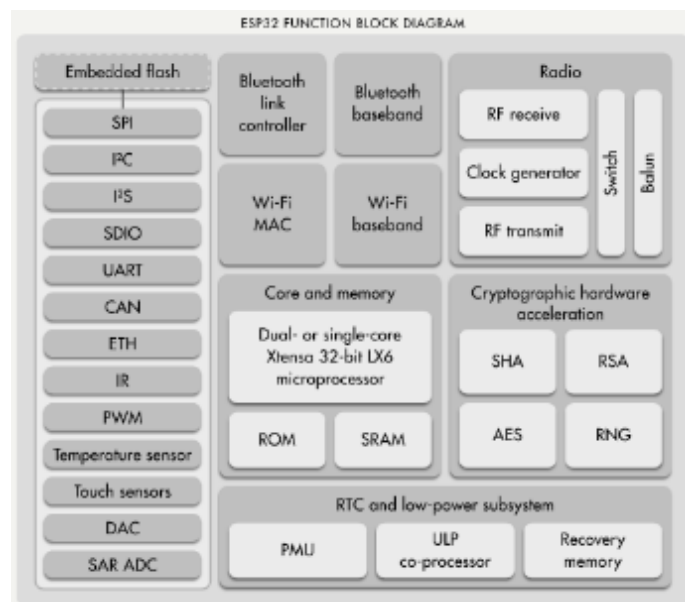 ESP32 FUNCTION BLOCK DIAGRAM
Embedded flash
SPI
I²C
I²S
SDIO
UART
CAN
ETH
IR
PWM
Temperature sensor
Touch sensors
DAC
SAR ADC
Bluetooth
link
controller
Bluetooth
baseband
Wi-Fi
MAC
Wi-Fi
baseband
Radio
RF receive
Clock generator
RF transmit
Switch
Balun
Core and memory
Dual- or single-core
Xtensa 32-bit LX6
microprocessor
ROM
SRAM
Cryptographic hardware
acceleration
SHA
RSA
AES
RNG
RTC and low-power subsystem
PMU
ULP
co-processor
Recovery
memory